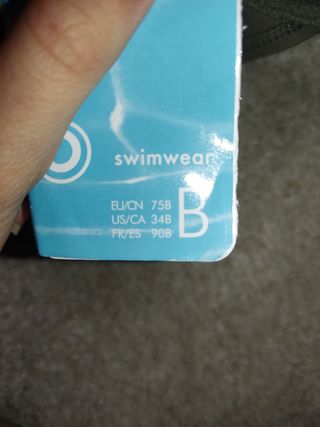 swimwear
EU/CN 75B
US/CA 34B
FR/ES 90B
B